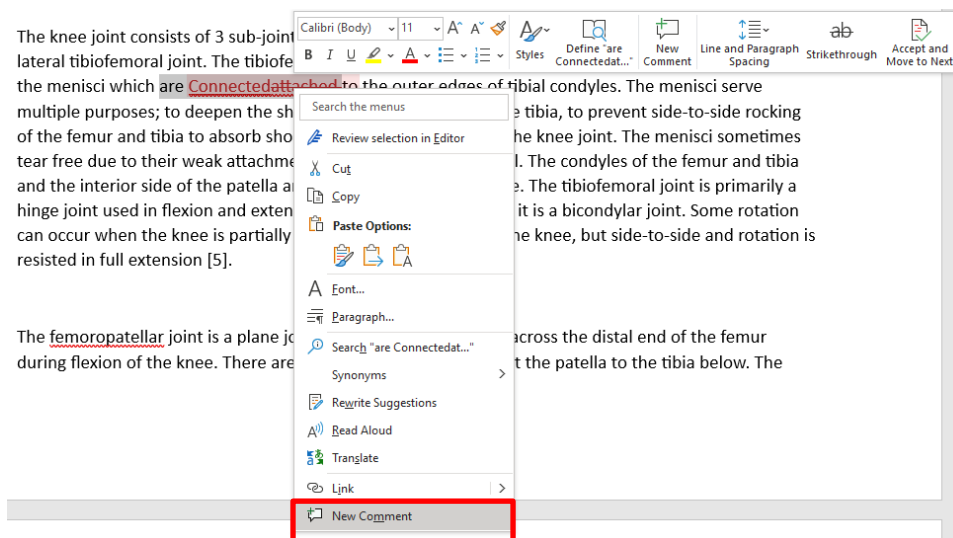 Calibri (Body) 11 A^ A˅
B I U A Styles Define "are Connectedat..." New Comment Line and Paragraph Spacing ab Strikethrough Accept and Move to Next
The knee joint consists of 3 sub-joint
lateral tibiofemoral joint. The tibiofe
the menisci which are Connectedattached to the outer edges of tibial condyles. The menisci serve
multiple purposes; to deepen the sh e tibia, to prevent side-to-side rocking
of the femur and tibia to absorb sho he knee joint. The menisci sometimes
tear free due to their weak attachme l. The condyles of the femur and tibia
and the interior side of the patella a e. The tibiofemoral joint is primarily a
hinge joint used in flexion and exten it is a bicondylar joint. Some rotation
can occur when the knee is partially he knee, but side-to-side and rotation is
resisted in full extension [5].
The femoropatellar joint is a plane jo across the distal end of the femur
during flexion of the knee. There are t the patella to the tibia below. The
Search the menus
Review selection in Editor
Cut
Copy
Paste Options:
A
A Font...
Paragraph...
Search "are Connectedat..."
Synonyms
Rewrite Suggestions
Read Aloud
Translate
Link
New Comment